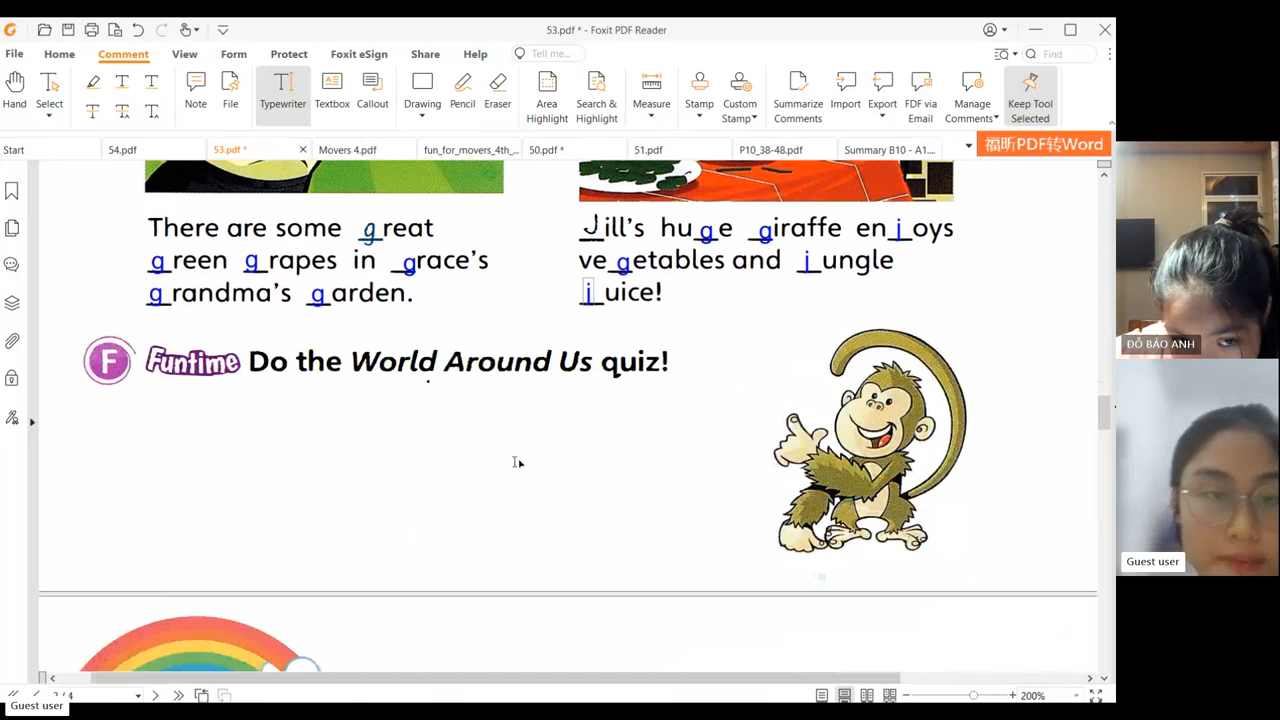 53.pdf * - Foxit PDF Reader
File Home Comment View Form Protect Foxit eSign Share Help Tell me... Find
Hand Select Note File Typewriter Textbox Callout Drawing Pencil Eraser Area Highlight Search & Highlight Measure Stamp Custom Stamp Summarize Comments Import Export FDF via Email Manage Comments Keep Tool Selected
Start 54.pdf 53.pdf * Movers 4.pdf fun_for_movers_4th_... 50.pdf * 51.pdf P10_38-48.pdf Summary B10 - A1... 福昕PDF转Word
There are some great
green grapes in grace's
grandma's garden.
Jill's huge giraffe enjoys
vegetables and jungle
juice!
F Funtime Do the World Around Us quiz!
ĐỖ BẢO ANH
Guest user
2 / 4
200%
Guest user